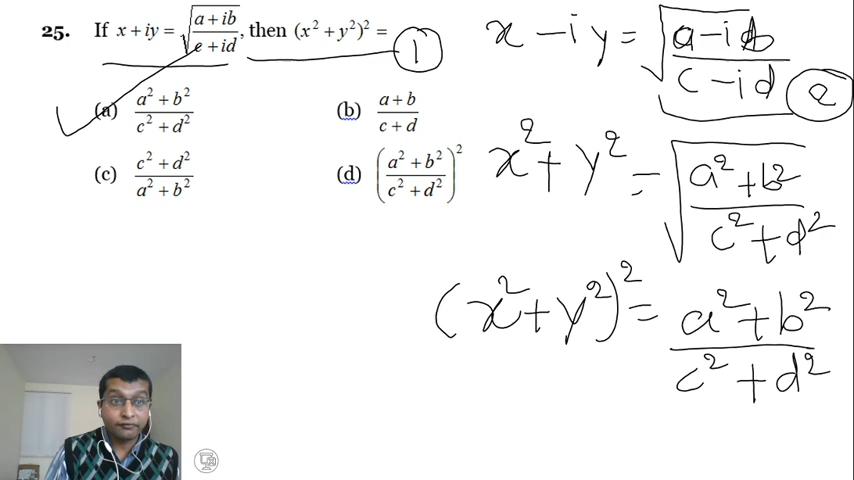 25. If x + iy = √((a + ib)/(c + id)), then (x² + y²)² =
(a) (a² + b²)/(c² + d²)
(b) (a + b)/(c + d)
(c) (c² + d²)/(a² + b²)
(d) ((a² + b²)/(c² + d²))²
1
x - iy = √((a - ib)/(c - id))
2
x² + y² = √((a² + b²)/(c² + d²))
(x² + y²)² = (a² + b²)/(c² + d²)